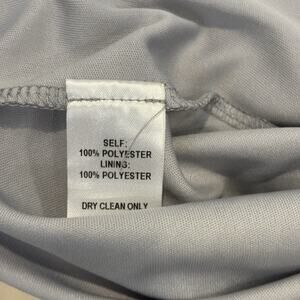 SELF:
100% POLYESTER
LINING:
100% POLYESTER
DRY CLEAN ONLY